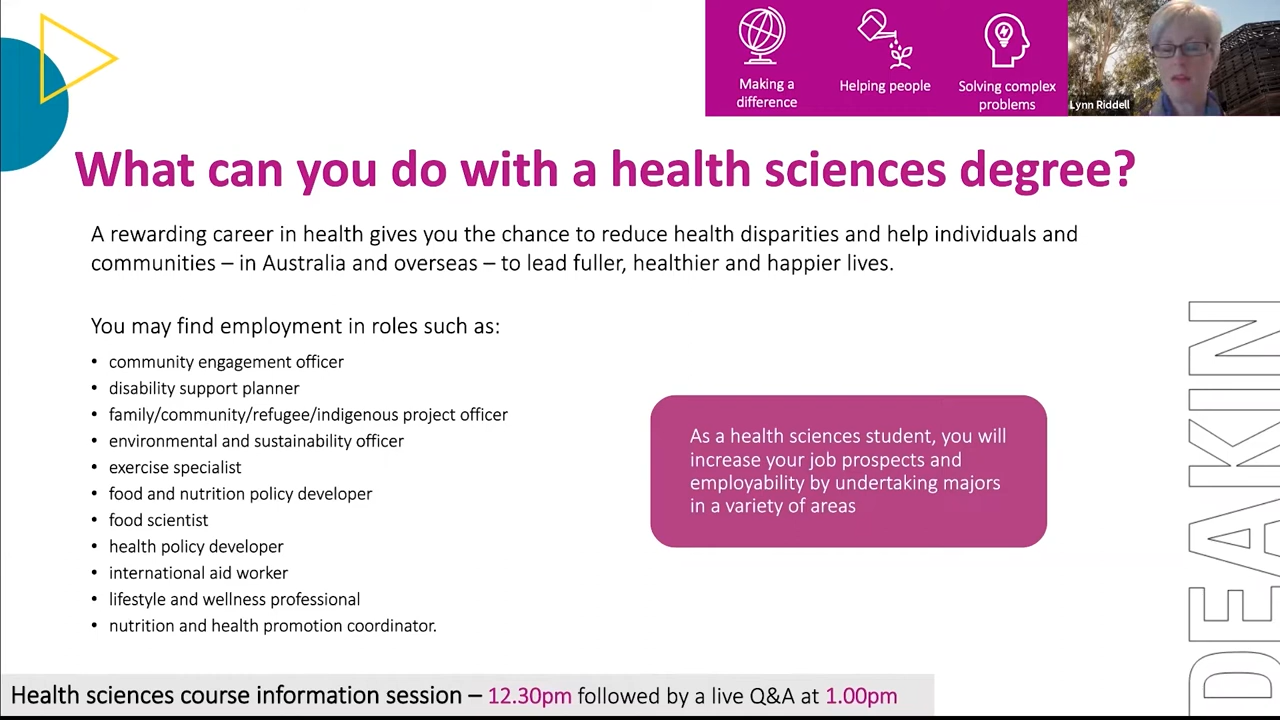 Making a
difference
Helping people
Solving complex
problems
Lynn Riddell
What can you do with a health sciences degree?
A rewarding career in health gives you the chance to reduce health disparities and help individuals and
communities – in Australia and overseas – to lead fuller, healthier and happier lives.
You may find employment in roles such as:
• community engagement officer
• disability support planner
• family/community/refugee/indigenous project officer
• environmental and sustainability officer
• exercise specialist
• food and nutrition policy developer
• food scientist
• health policy developer
• international aid worker
• lifestyle and wellness professional
• nutrition and health promotion coordinator.
As a health sciences student, you will
increase your job prospects and
employability by undertaking majors
in a variety of areas
DEAKIN
Health sciences course information session – 12.30pm followed by a live Q&A at 1.00pm